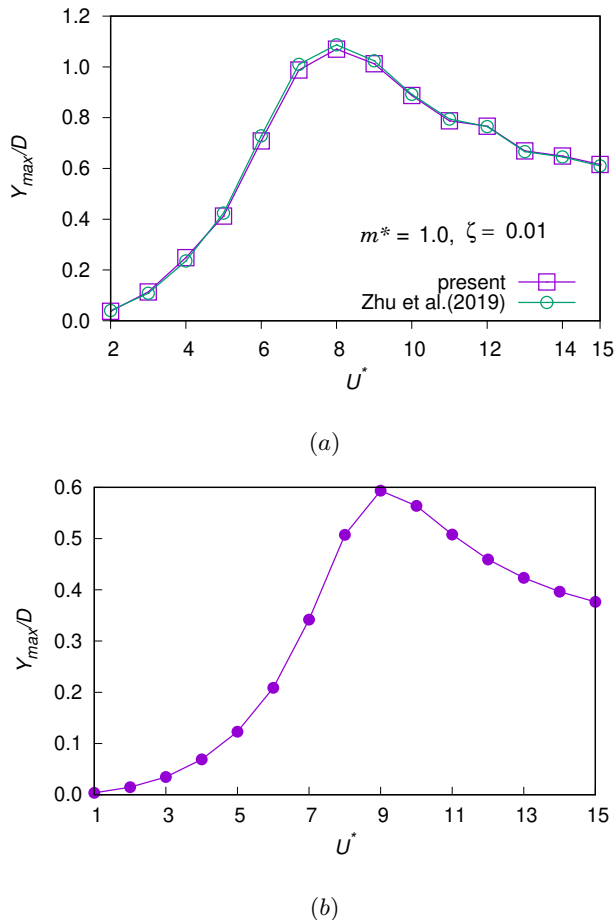 1.2
1.0
0.8
0.6
0.4
0.2
0.0
Y_max/D
m* = 1.0, ζ = 0.01
present
Zhu et al.(2019)
2 4 6 8 10 12 14 15
U*
(a)
0.6
0.5
0.4
0.3
0.2
0.1
0.0
Y_max/D
1 3 5 7 9 11 13 15
U*
(b)